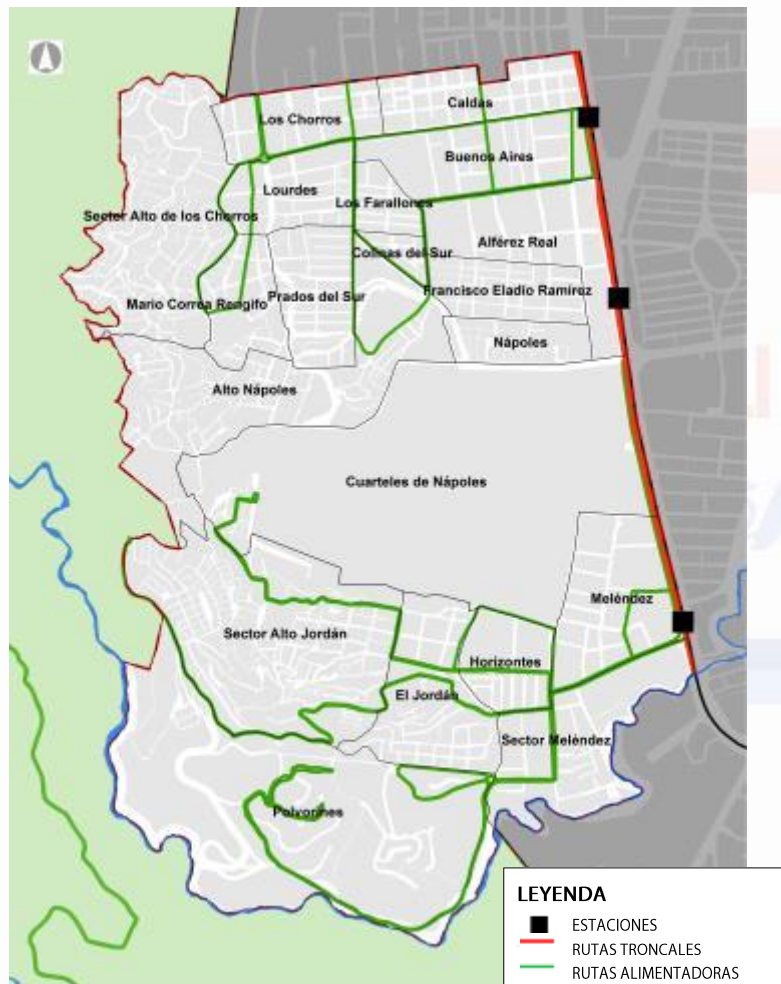 Caldas
Los Chorros
Buenos Aires
Lourdes
Los Farallones
Sector Alto de los Chorros
Alférez Real
Colinas del Sur
Francisco Eladio Ramírez
Prados del Sur
Mario Correa Rengifo
Nápoles
Alto Nápoles
Cuarteles de Nápoles
Meléndez
Sector Alto Jordán
Horizontes
El Jordán
Sector Meléndez
Polvorines
LEYENDA
ESTACIONES
RUTAS TRONCALES
RUTAS ALIMENTADORAS